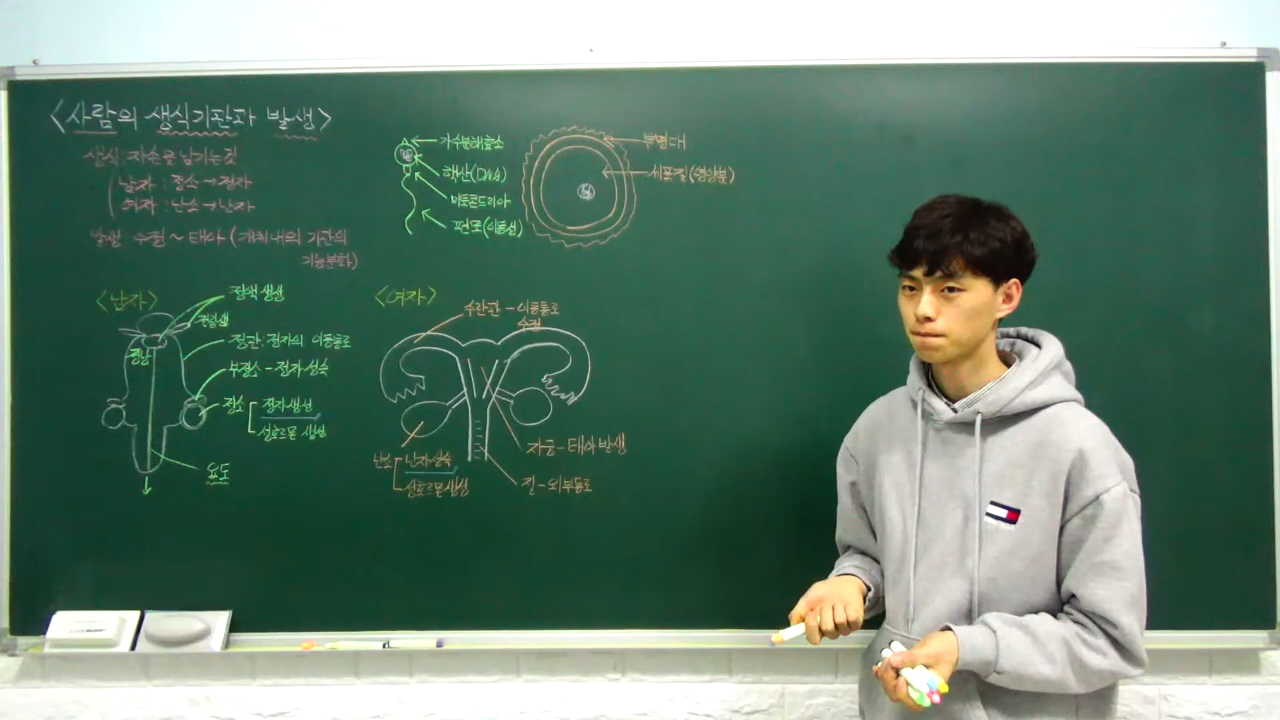 <사람의 생식기관과 발생>
생식: 자손을 남기는것
남자 : 정소 → 정자
여자 : 난소 → 난자
발생: 수정 ~ 태아 (개체내의 기관의
기능분화)
가수분해효소
핵산(DNA)
미토콘드리아
편모(이동성)
투명대
세포질(영양분)
<남자>
정액 생성
전립샘
정낭
정관: 정자의 이동통로
부정소 - 정자 성숙
정소
정자 생성
성호르몬 생성
요도
<여자>
수란관 - 이동통로
수정
난소
난자 성숙
성호르몬 생성
자궁 - 태아 발생
질 - 외부통로